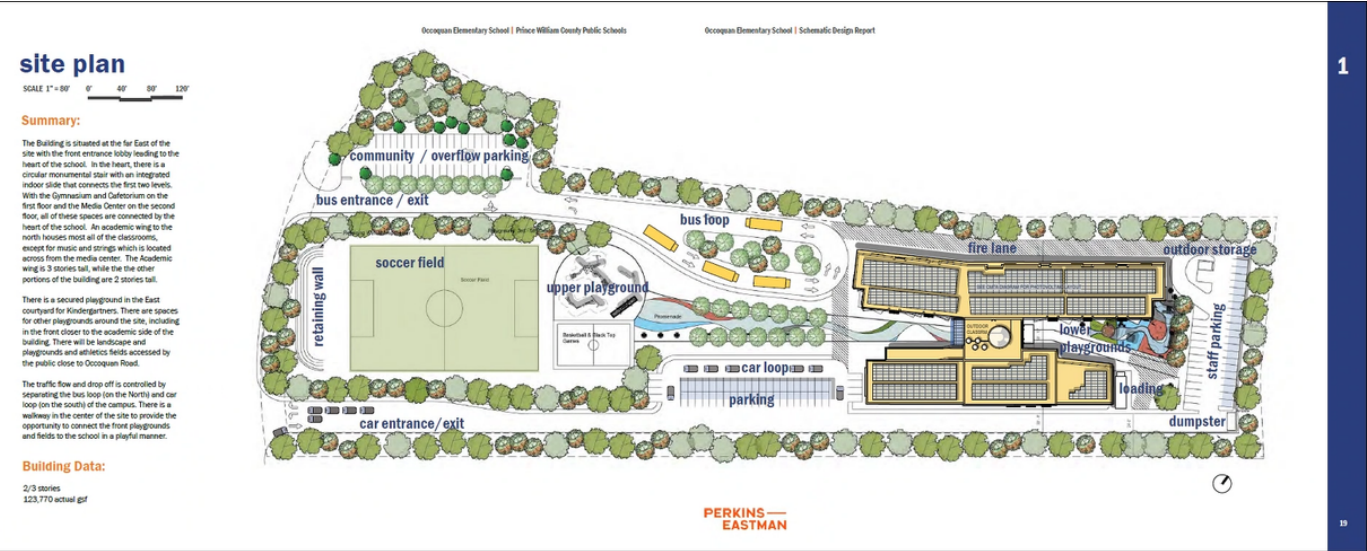 Occoquan Elementary School | Prince William County Public Schools
Occoquan Elementary School | Schematic Design Report
1
site plan
SCALE 1" = 80'
0' 40' 80' 120'
Summary:
The Building is situated at the far East of the
site with the front entrance lobby leading to the
heart of the school. In the heart, there is a
circular monumental stair with an integrated
indoor slide that connects the first two levels.
With the Gymnasium and Cafetorium on the
first floor and the Media Center on the second
floor, all of these spaces are connected by the
heart of the school. An academic wing to the
north houses most all of the classrooms,
except for music and strings which is located
across from the media center. The Academic
wing is 3 stories tall, while the the other
portions of the building are 2 stories tall.
There is a secured playground in the East
courtyard for Kindergartners. There are spaces
for other playgrounds around the site, including
in the front closer to the academic side of the
building. There will be landscape and
playgrounds and athletics fields accessed by
the public close to Occoquan Road.
The traffic flow and drop off is controlled by
separating the bus loop (on the North) and car
loop (on the south) of the campus. There is a
walkway in the center of the site to provide the
opportunity to connect the front playgrounds
and fields to the school in a playful manner.
Building Data:
2/3 stories
123,770 actual gsf
community / overflow parking
bus entrance / exit
bus loop
fire lane
outdoor storage
soccer field
Soccer Field
retaining wall
upper playground
Promenade
Basketball & Black Top
Games
OUTDOOR
lower
playgrounds
staff parking
car loop
parking
loading
car entrance/exit
dumpster
PERKINS—
EASTMAN
19